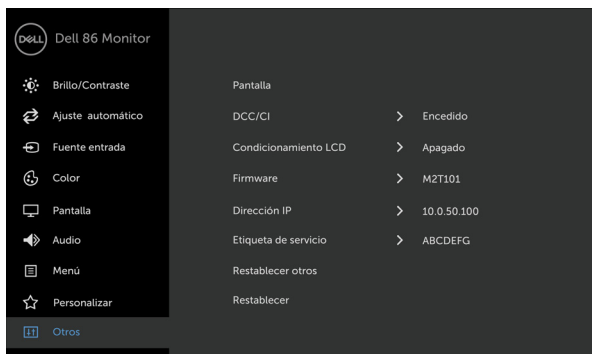 DELL Dell 86 Monitor
Brillo/Contraste Pantalla
Ajuste automático DCC/CI Encedido
Fuente entrada Condicionamiento LCD Apagado
Color Firmware M2T101
Pantalla Dirección IP 10.0.50.100
Audio Etiqueta de servicio ABCDEFG
Menú Restablecer otros
Personalizar Restablecer
Otros